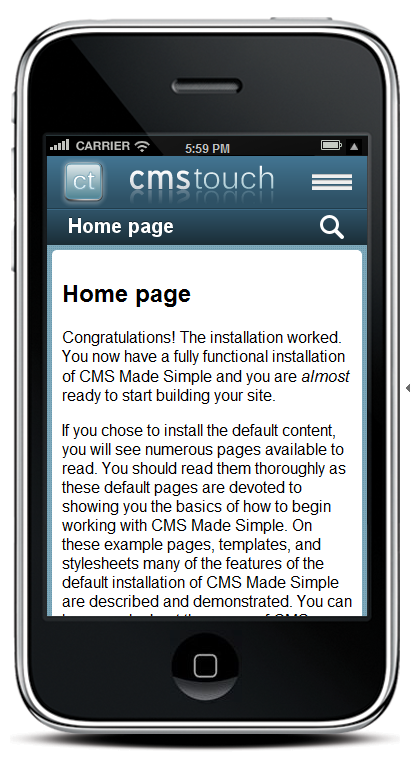 CARRIER
5:59 PM
ct
cmstouch
Home page
Home page
Congratulations! The installation worked.
You now have a fully functional installation
of CMS Made Simple and you are almost
ready to start building your site.
If you chose to install the default content,
you will see numerous pages available to
read. You should read them thoroughly as
these default pages are devoted to
showing you the basics of how to begin
working with CMS Made Simple. On
these example pages, templates, and
stylesheets many of the features of the
default installation of CMS Made Simple
are described and demonstrated. You can